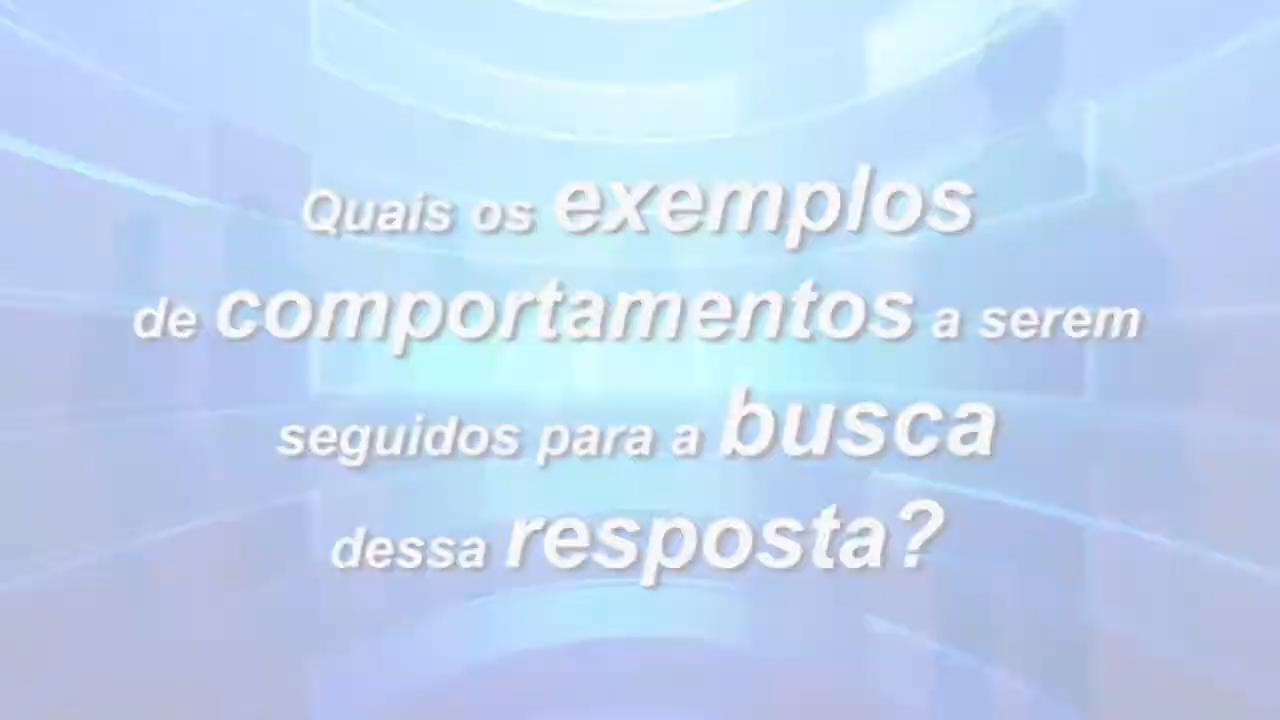 Quais os exemplos
de comportamentos a serem
seguidos para a busca
dessa resposta?